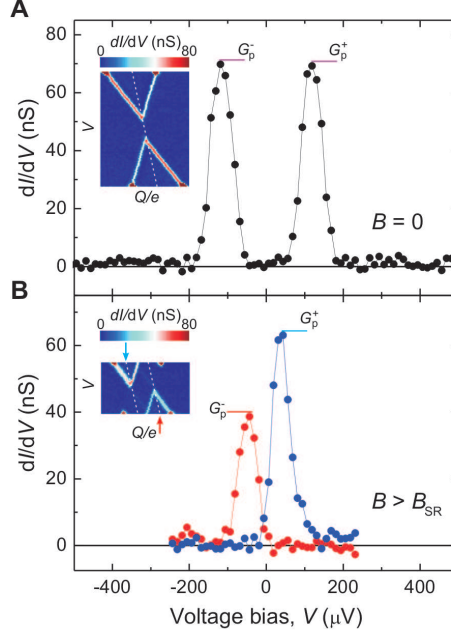 A
80
dI/dV (nS)
0
80
V
Q/e
G_p^-
G_p^+
60
40
20
0
dI/dV (nS)
B = 0
B
dI/dV (nS)
0
80
V
Q/e
G_p^-
G_p^+
60
40
20
0
dI/dV (nS)
B > B_SR
-400 -200 0 200 400
Voltage bias, V (μV)